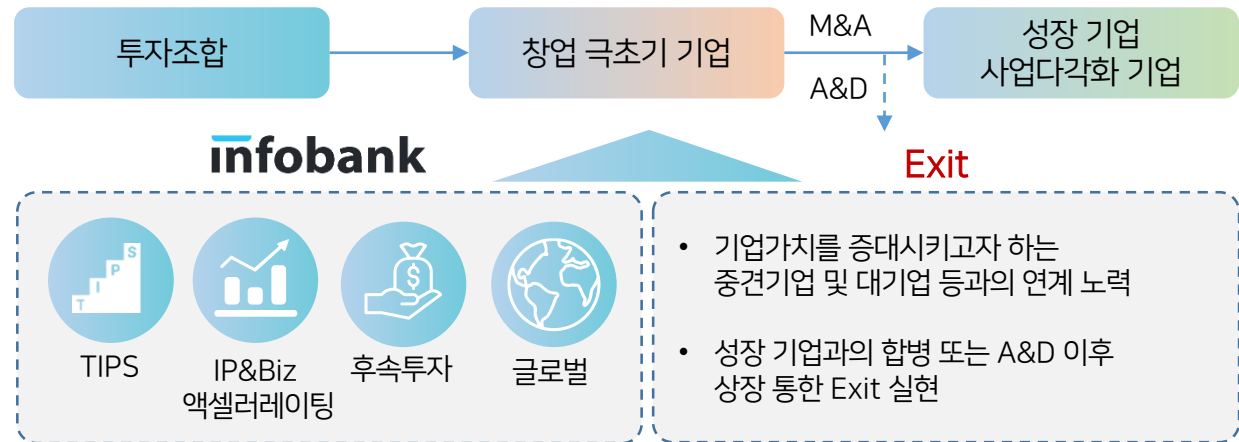 투자조합
창업 극초기 기업
M&A
A&D
성장 기업
사업다각화 기업
infobank
Exit
T I P S
TIPS
IP&Biz
액셀러레이팅
$
후속투자
글로벌
• 기업가치를 증대시키고자 하는
중견기업 및 대기업 등과의 연계 노력
• 성장 기업과의 합병 또는 A&D 이후
상장 통한 Exit 실현